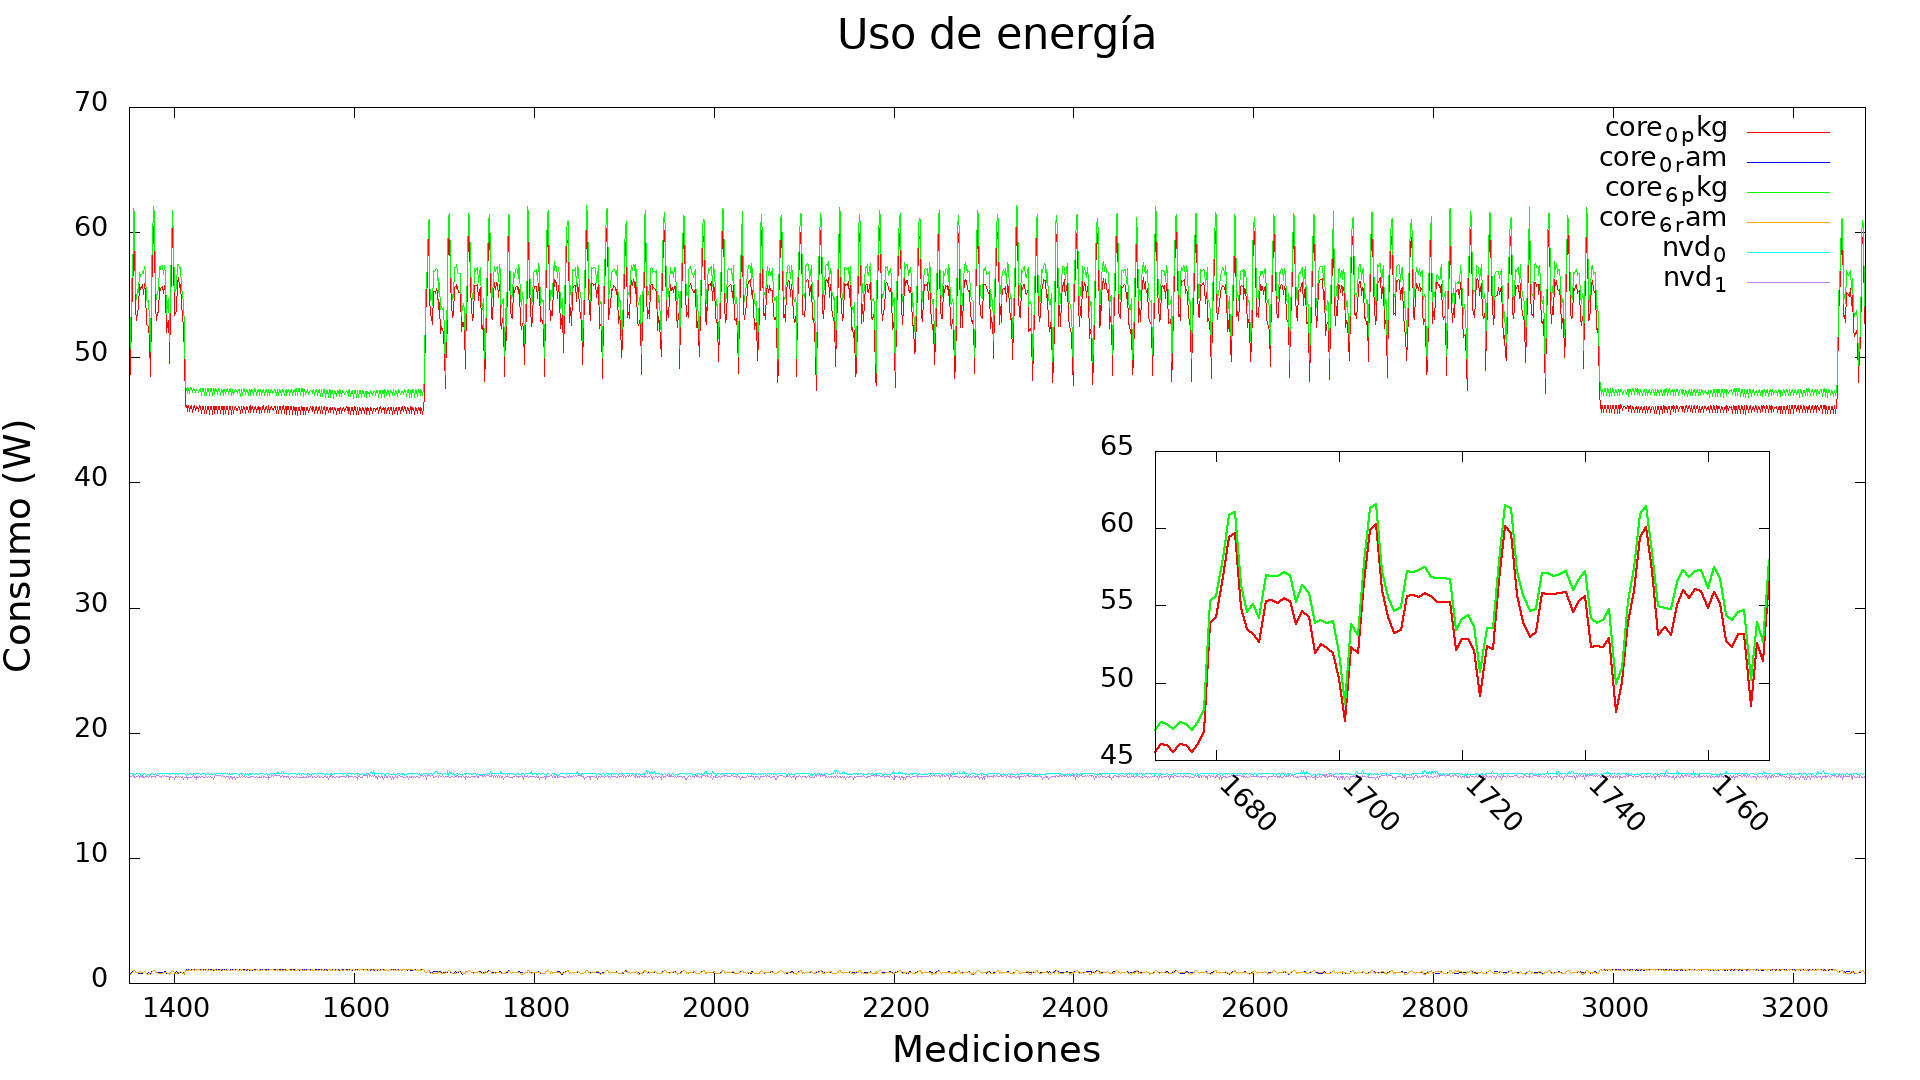 Uso de energía
70
60
50
40
30
20
10
0
Consumo (W)
core0pkg
core0ram
core6pkg
core6ram
nvd0
nvd1
65
60
55
50
45
1680 1700 1720 1740 1760
1400 1600 1800 2000 2200 2400 2600 2800 3000 3200
Mediciones